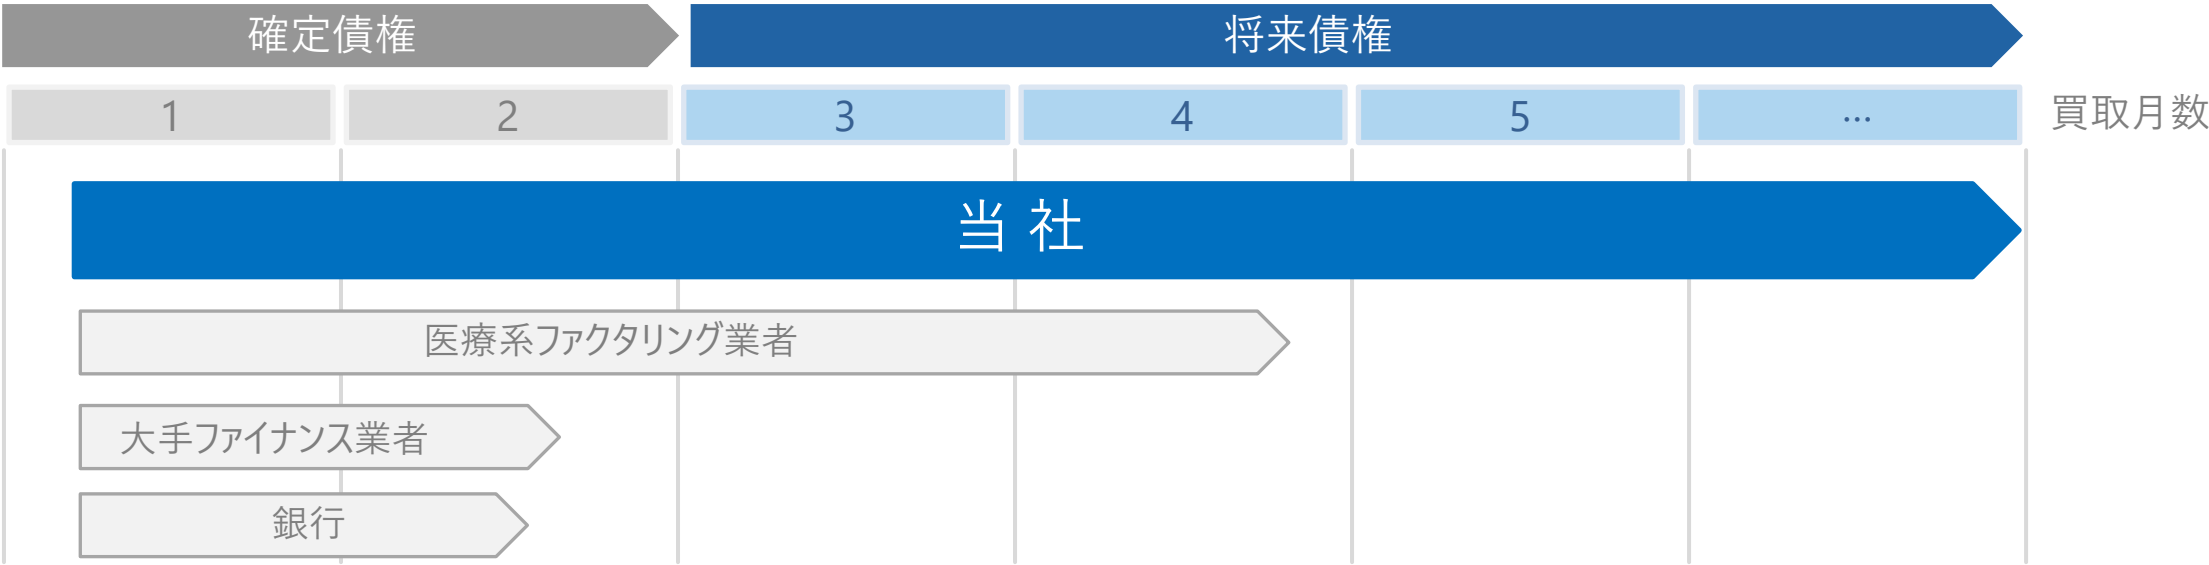 確定債権
将来債権
1
2
3
4
5
…
買取月数
当 社
医療系ファクタリング業者
大手ファイナンス業者
銀行